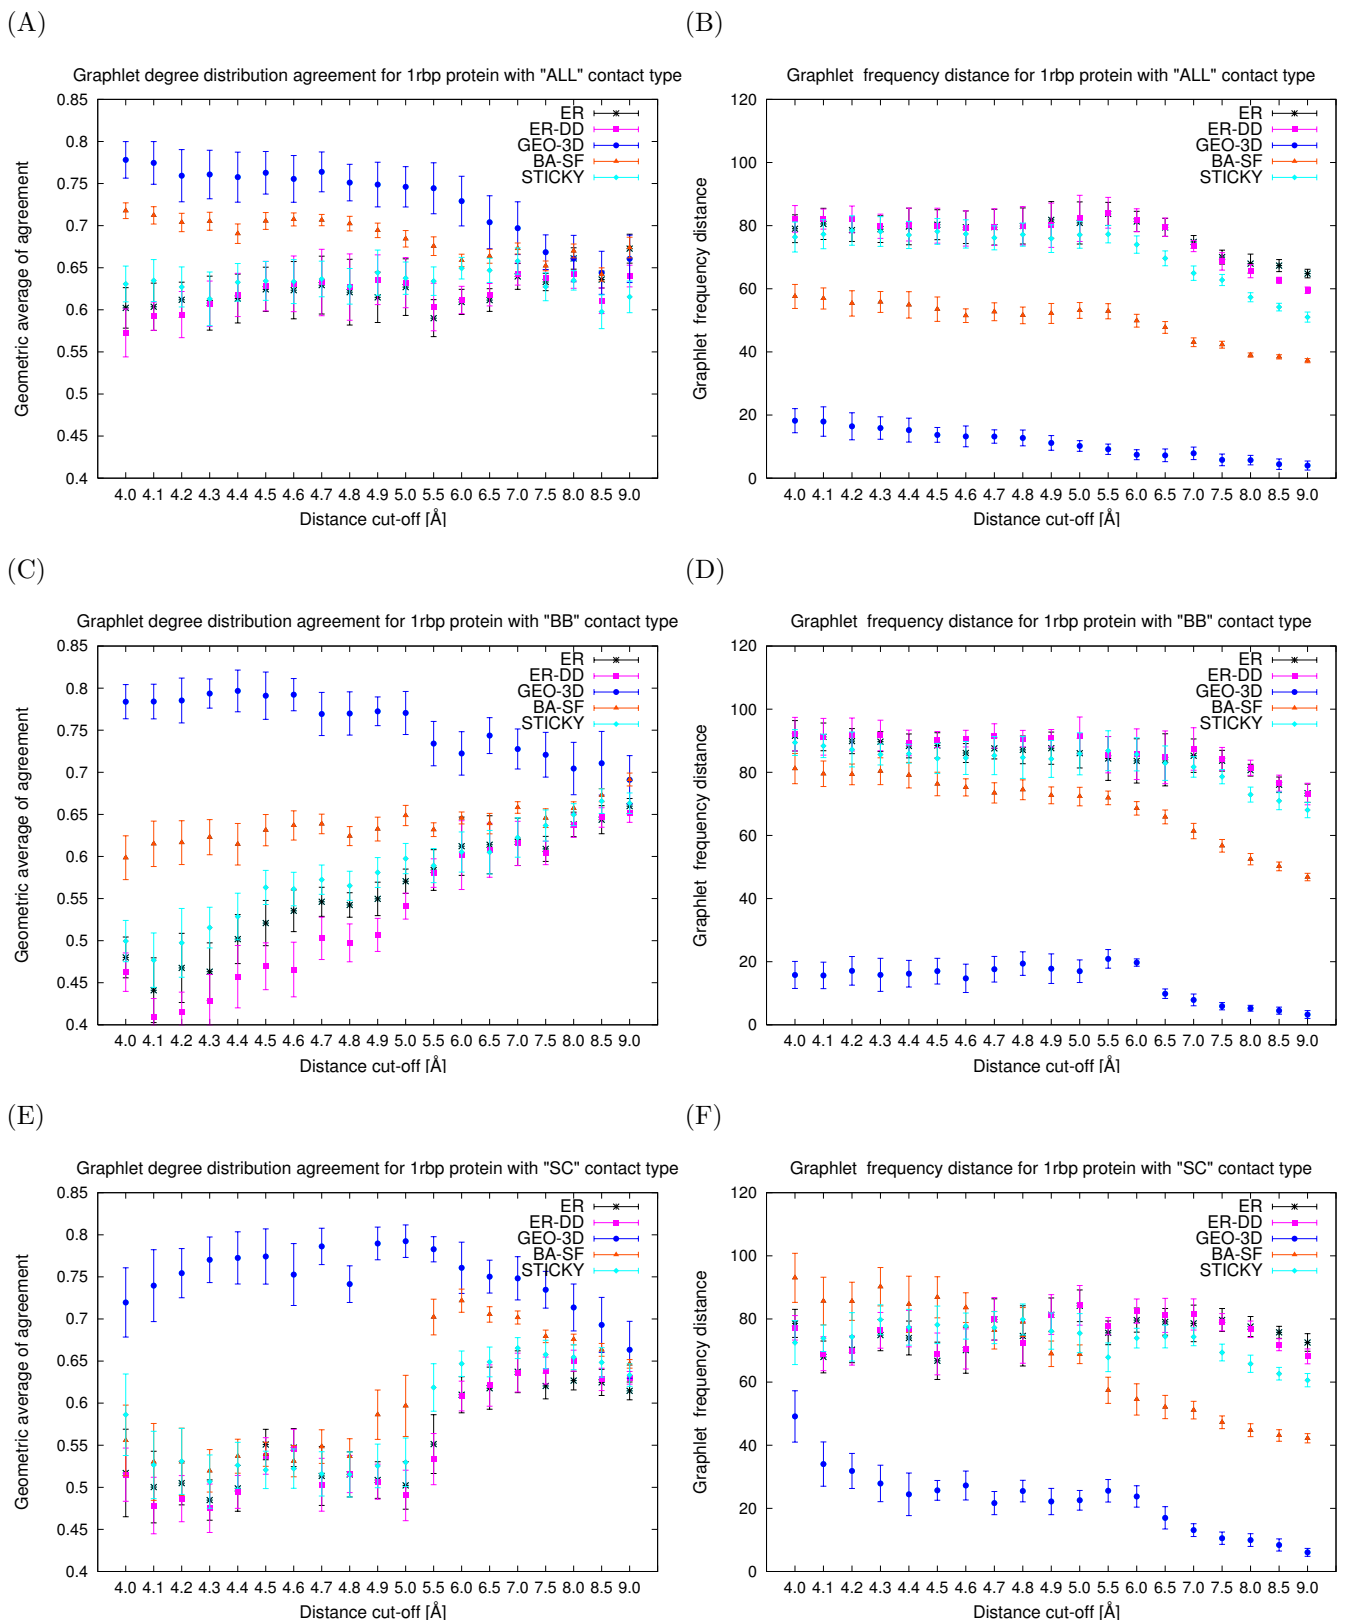 (A)
Graphlet degree distribution agreement for 1rbp protein with "ALL" contact type
Geometric average of agreement
0.85
0.8
0.75
0.7
0.65
0.6
0.55
0.5
0.45
0.4
ER
ER-DD
GEO-3D
BA-SF
STICKY
4.0 4.1 4.2 4.3 4.4 4.5 4.6 4.7 4.8 4.9 5.0 5.5 6.0 6.5 7.0 7.5 8.0 8.5 9.0
Distance cut-off [Å]
(B)
Graphlet frequency distance for 1rbp protein with "ALL" contact type
Graphlet frequency distance
120
100
80
60
40
20
0
ER
ER-DD
GEO-3D
BA-SF
STICKY
4.0 4.1 4.2 4.3 4.4 4.5 4.6 4.7 4.8 4.9 5.0 5.5 6.0 6.5 7.0 7.5 8.0 8.5 9.0
Distance cut-off [Å]
(C)
Graphlet degree distribution agreement for 1rbp protein with "BB" contact type
Geometric average of agreement
0.85
0.8
0.75
0.7
0.65
0.6
0.55
0.5
0.45
0.4
ER
ER-DD
GEO-3D
BA-SF
STICKY
4.0 4.1 4.2 4.3 4.4 4.5 4.6 4.7 4.8 4.9 5.0 5.5 6.0 6.5 7.0 7.5 8.0 8.5 9.0
Distance cut-off [Å]
(D)
Graphlet frequency distance for 1rbp protein with "BB" contact type
Graphlet frequency distance
120
100
80
60
40
20
0
ER
ER-DD
GEO-3D
BA-SF
STICKY
4.0 4.1 4.2 4.3 4.4 4.5 4.6 4.7 4.8 4.9 5.0 5.5 6.0 6.5 7.0 7.5 8.0 8.5 9.0
Distance cut-off [Å]
(E)
Graphlet degree distribution agreement for 1rbp protein with "SC" contact type
Geometric average of agreement
0.85
0.8
0.75
0.7
0.65
0.6
0.55
0.5
0.45
0.4
ER
ER-DD
GEO-3D
BA-SF
STICKY
4.0 4.1 4.2 4.3 4.4 4.5 4.6 4.7 4.8 4.9 5.0 5.5 6.0 6.5 7.0 7.5 8.0 8.5 9.0
Distance cut-off [Å]
(F)
Graphlet frequency distance for 1rbp protein with "SC" contact type
Graphlet frequency distance
120
100
80
60
40
20
0
ER
ER-DD
GEO-3D
BA-SF
STICKY
4.0 4.1 4.2 4.3 4.4 4.5 4.6 4.7 4.8 4.9 5.0 5.5 6.0 6.5 7.0 7.5 8.0 8.5 9.0
Distance cut-off [Å]